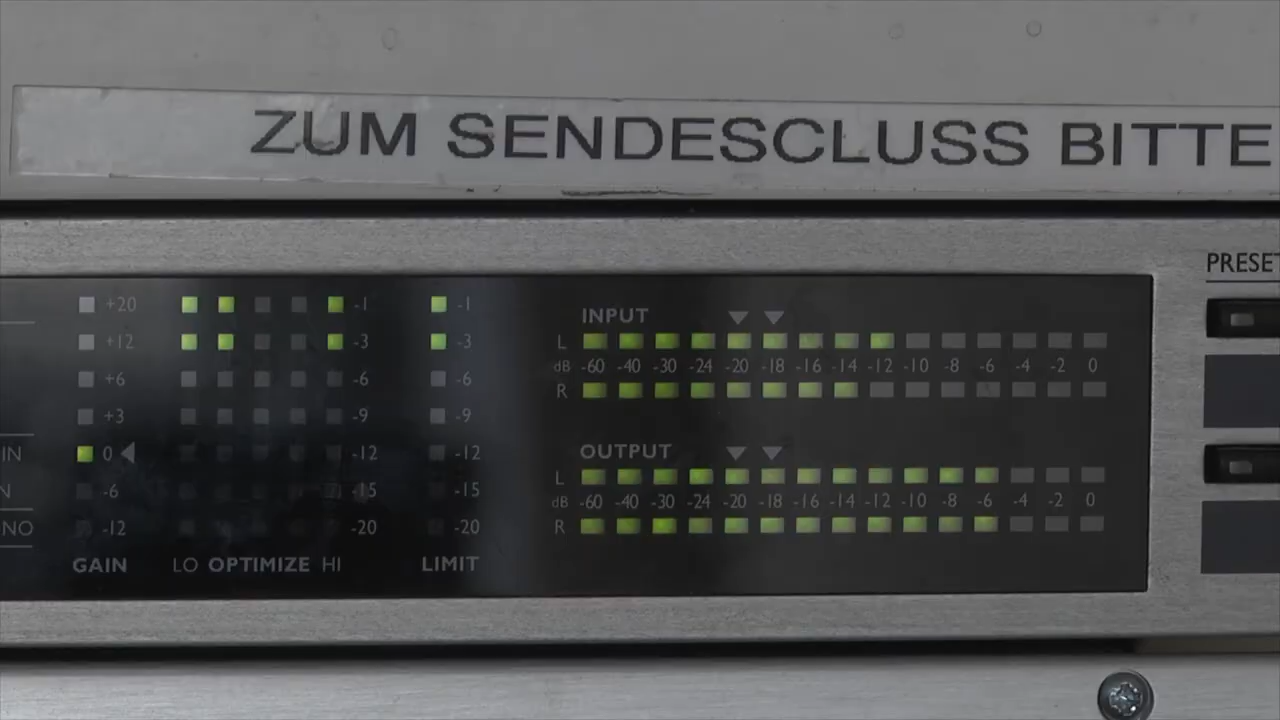 ZUM SENDESCLUSS BITTE
PRESET
+20 -1 -1
+12 -3 -3
+6 -6 -6
+3 -9 -9
IN 0 -12 -12
N -6 -15 -15
NO -12 -20 -20
GAIN LO OPTIMIZE HI LIMIT
INPUT
L
dB -60 -40 -30 -24 -20 -18 -16 -14 -12 -10 -8 -6 -4 -2 0
R
OUTPUT
L
dB -60 -40 -30 -24 -20 -18 -16 -14 -12 -10 -8 -6 -4 -2 0
R